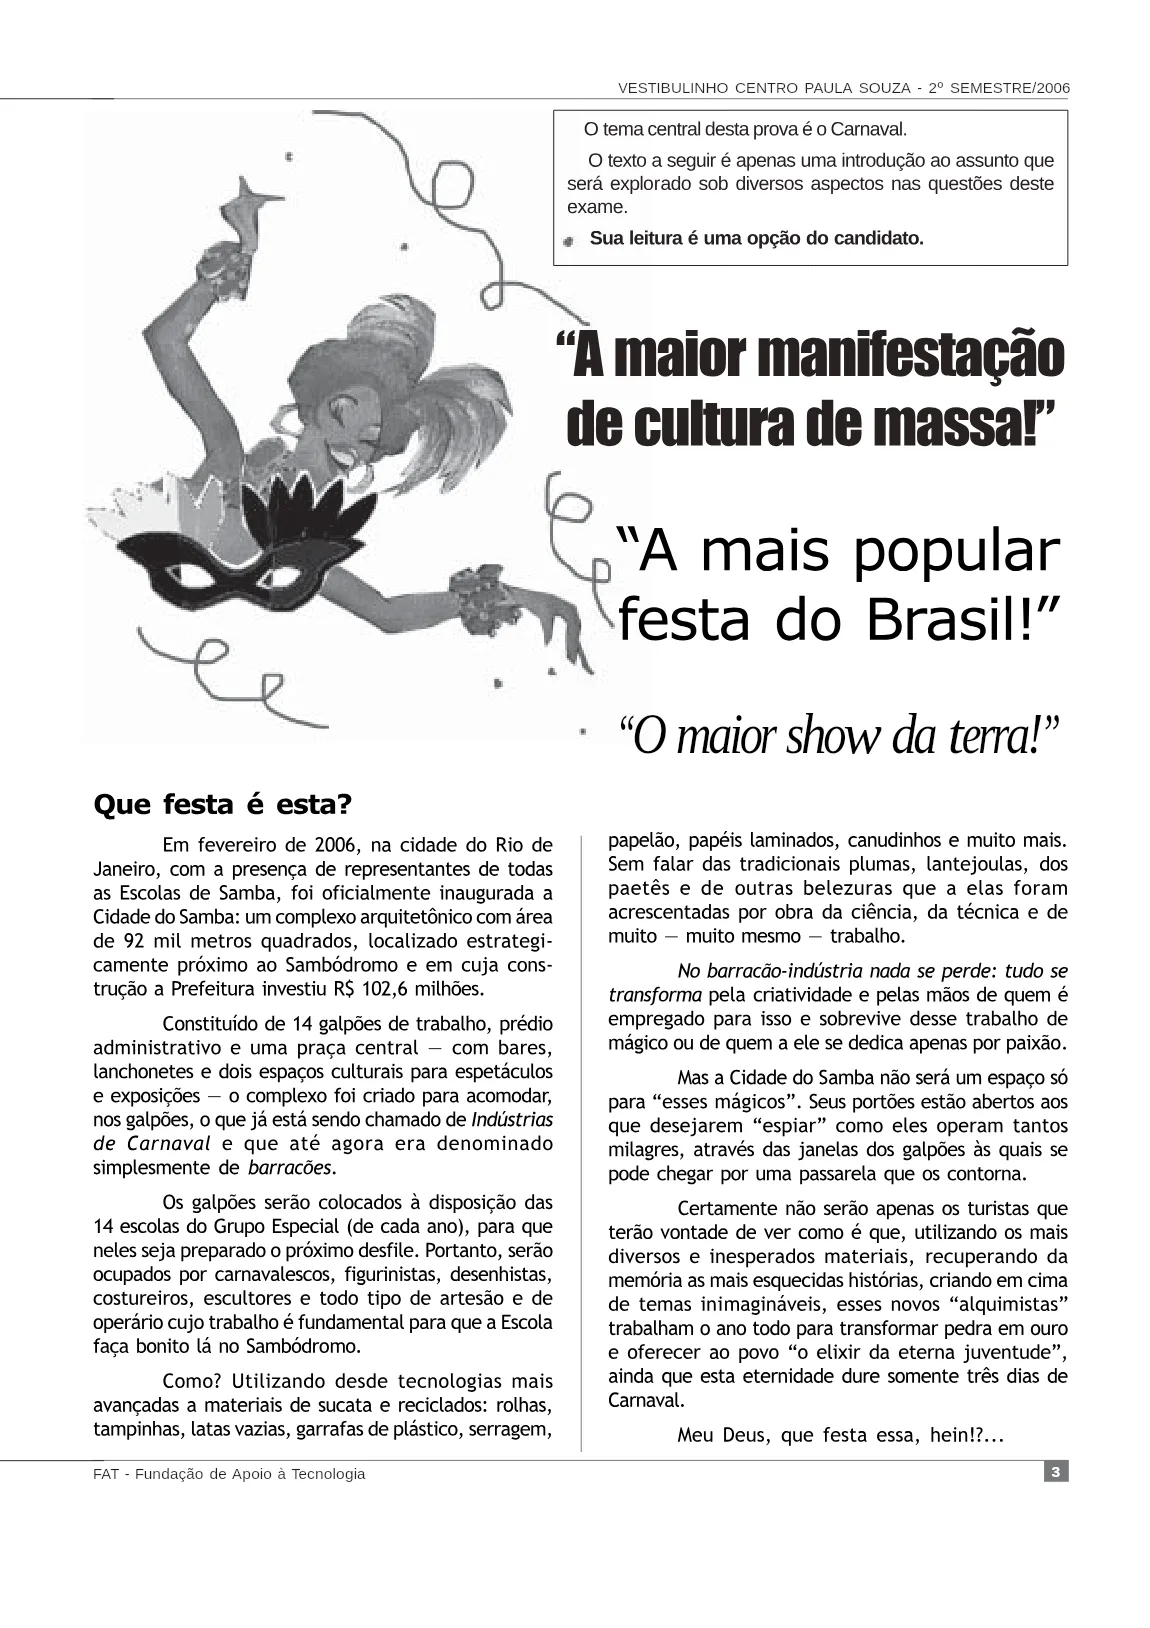 VESTIBULINHO CENTRO PAULA SOUZA - 2º SEMESTRE/2006
O tema central desta prova é o Carnaval.
O texto a seguir é apenas uma introdução ao assunto que
será explorado sob diversos aspectos nas questões deste
exame.
Sua leitura é uma opção do candidato.
“A maior manifestação
de cultura de massa!”
“A mais popular
festa do Brasil!”
“O maior show da terra!”
Que festa é esta?
Em fevereiro de 2006, na cidade do Rio de
Janeiro, com a presença de representantes de todas
as Escolas de Samba, foi oficialmente inaugurada a
Cidade do Samba: um complexo arquitetônico com área
de 92 mil metros quadrados, localizado estrategi-
camente próximo ao Sambódromo e em cuja cons-
trução a Prefeitura investiu R$ 102,6 milhões.
Constituído de 14 galpões de trabalho, prédio
administrativo e uma praça central — com bares,
lanchonetes e dois espaços culturais para espetáculos
e exposições — o complexo foi criado para acomodar,
nos galpões, o que já está sendo chamado de Indústrias
de Carnaval e que até agora era denominado
simplesmente de barracões.
Os galpões serão colocados à disposição das
14 escolas do Grupo Especial (de cada ano), para que
neles seja preparado o próximo desfile. Portanto, serão
ocupados por carnavalescos, figurinistas, desenhistas,
costureiros, escultores e todo tipo de artesão e de
operário cujo trabalho é fundamental para que a Escola
faça bonito lá no Sambódromo.
Como? Utilizando desde tecnologias mais
avançadas a materiais de sucata e reciclados: rolhas,
tampinhas, latas vazias, garrafas de plástico, serragem,
papelão, papéis laminados, canudinhos e muito mais.
Sem falar das tradicionais plumas, lantejoulas, dos
paetês e de outras belezuras que a elas foram
acrescentadas por obra da ciência, da técnica e de
muito — muito mesmo — trabalho.
No barracão-indústria nada se perde: tudo se
transforma pela criatividade e pelas mãos de quem é
empregado para isso e sobrevive desse trabalho de
mágico ou de quem a ele se dedica apenas por paixão.
Mas a Cidade do Samba não será um espaço só
para “esses mágicos”. Seus portões estão abertos aos
que desejarem “espiar” como eles operam tantos
milagres, através das janelas dos galpões às quais se
pode chegar por uma passarela que os contorna.
Certamente não serão apenas os turistas que
terão vontade de ver como é que, utilizando os mais
diversos e inesperados materiais, recuperando da
memória as mais esquecidas histórias, criando em cima
de temas inimagináveis, esses novos “alquimistas”
trabalham o ano todo para transformar pedra em ouro
e oferecer ao povo “o elixir da eterna juventude”,
ainda que esta eternidade dure somente três dias de
Carnaval.
Meu Deus, que festa essa, hein!?...
FAT - Fundação de Apoio à Tecnologia
3